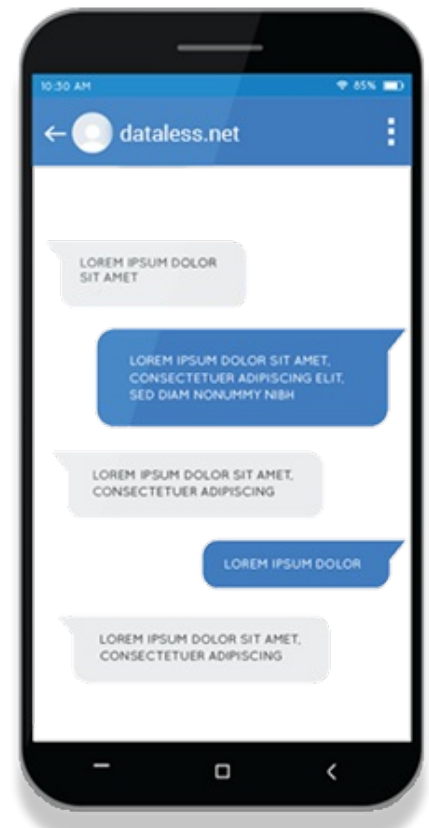 10:30 AM 85%
dataless.net
LOREM IPSUM DOLOR
SIT AMET
LOREM IPSUM DOLOR SIT AMET,
CONSECTETUER ADIPISCING ELIT,
SED DIAM NONUMMY NIBH
LOREM IPSUM DOLOR SIT AMET,
CONSECTETUER ADIPISCING
LOREM IPSUM DOLOR
LOREM IPSUM DOLOR SIT AMET,
CONSECTETUER ADIPISCING